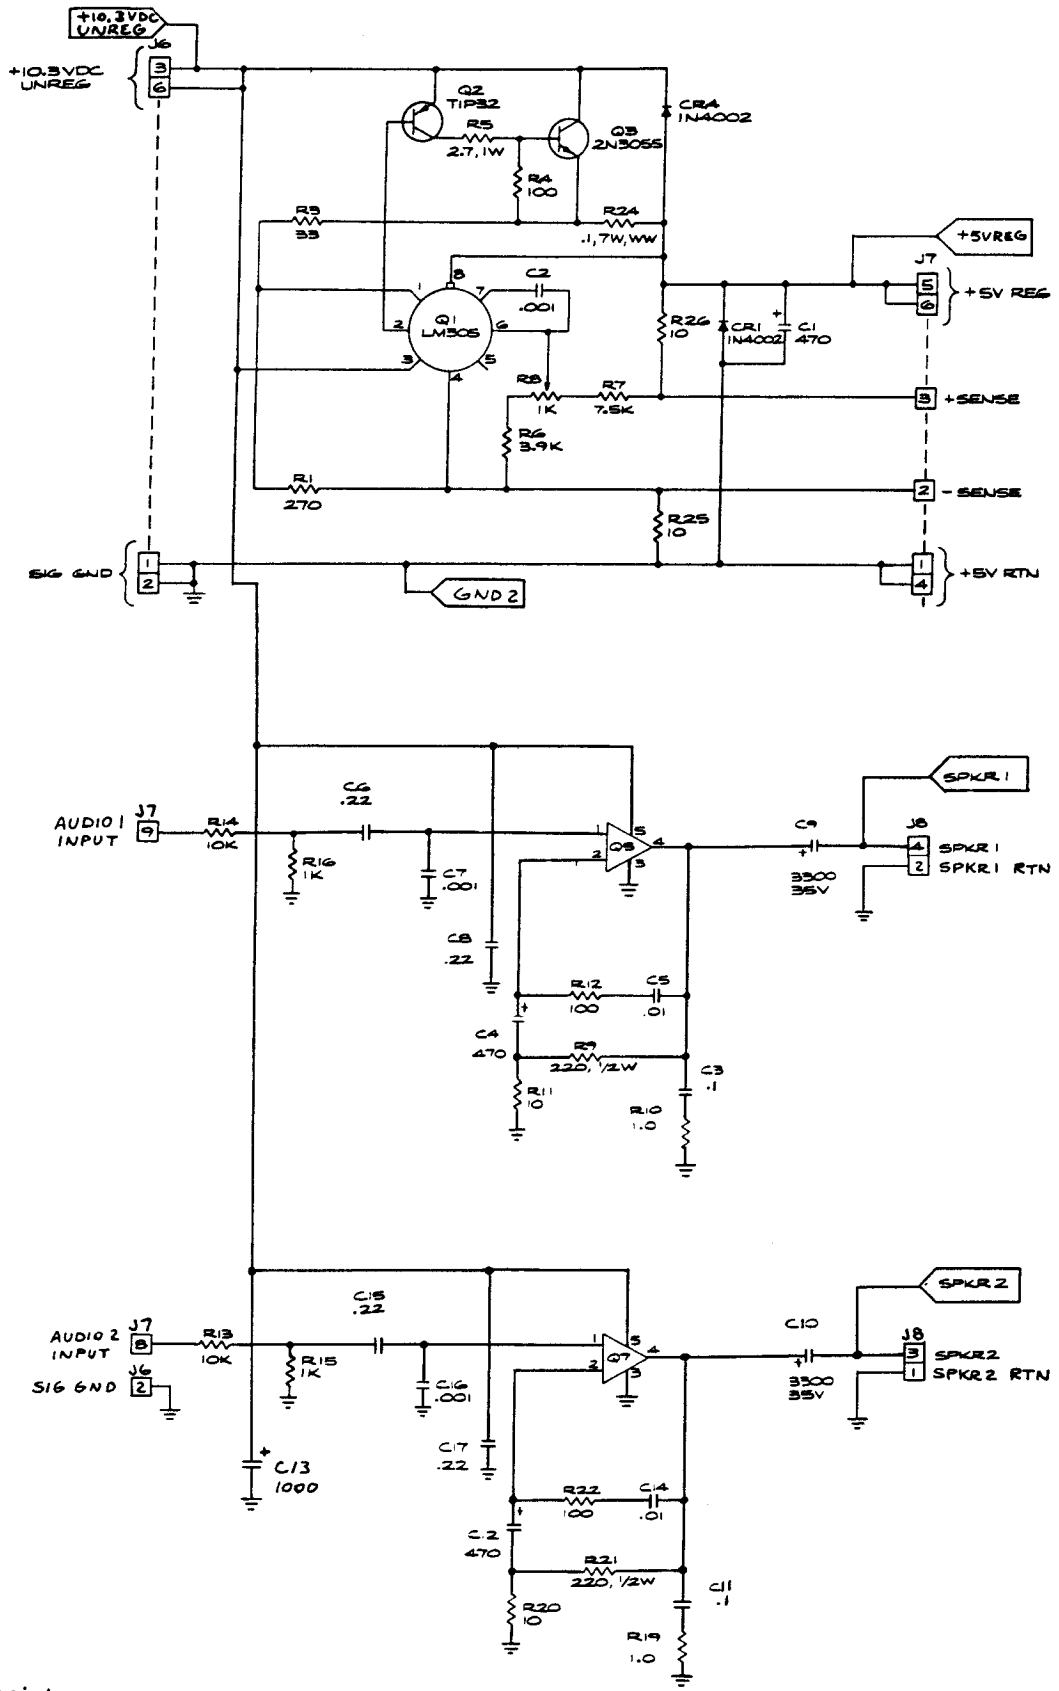 +10.3VDC
UNREG
J6
+10.3VDC
UNREG
3
6
Q2
TIP32
R5
2.7, 1W
Q3
2N3055
CR4
1N4002
R4
100
R3
33
R24
.1, 7W, WW
+5VREG
J7
5
6
+5V REG
8
1
7
C2
.001
2
Q1
LM305
6
3
5
4
R26
10
CR1
1N4002
+
C1
470
R8
1K
R7
7.5K
3
+SENSE
R6
3.9K
R1
270
2
- SENSE
R25
10
SIG GND
1
2
1
4
+5V RTN
GND 2
C6
.22
SPKR 1
AUDIO 1
INPUT
J7
9
R14
10K
R16
1K
C7
.001
1
2
Q8
5
4
3
C9
+
3300
35V
J8
4
SPKR 1
2
SPKR 1 RTN
C8
.22
R12
100
C5
.01
+
C4
470
R9
220, 1/2W
R11
10
C3
.1
R10
1.0
C15
.22
SPKR 2
AUDIO 2
INPUT
J7
8
R13
10K
R15
1K
C16
.001
1
2
Q7
5
4
3
C10
+
3300
35V
J8
3
SPKR2
1
SPKR2 RTN
SIG GND
J6
2
+
C13
1000
C17
.22
R22
100
C14
.01
+
C12
470
R21
220, 1/2W
R20
10
C11
.1
R19
1.0